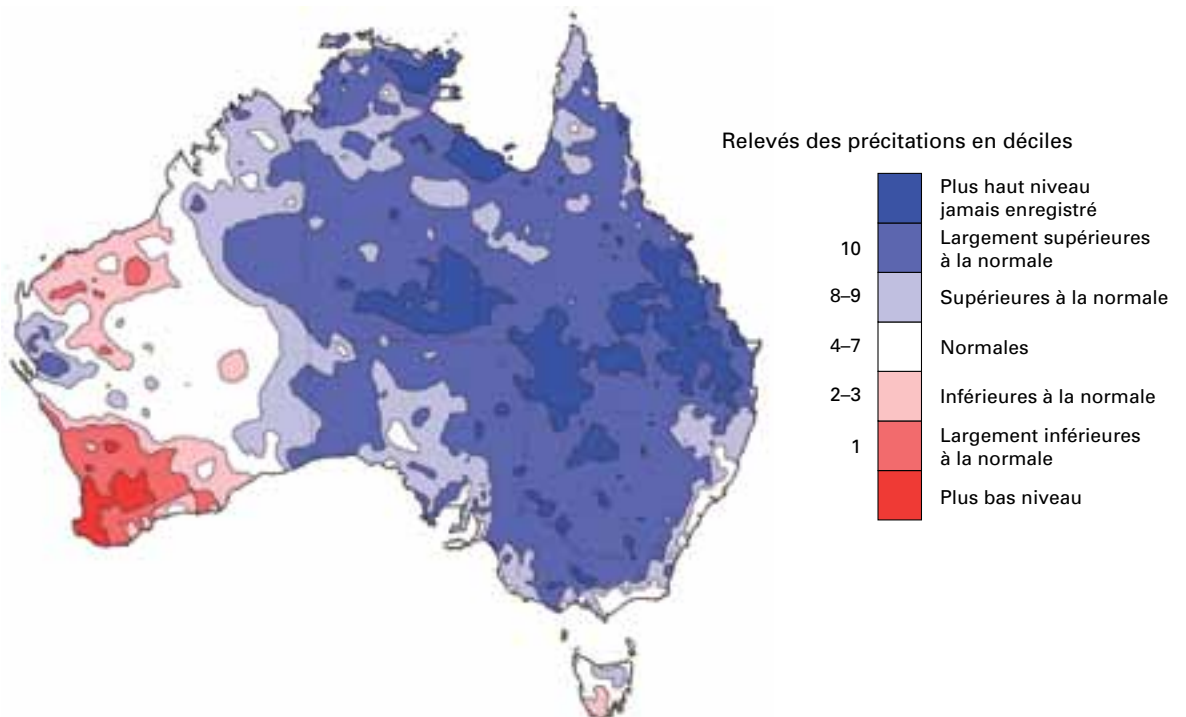 Relevés des précitations en déciles
Plus haut niveau
jamais enregistré
10 Largement supérieures
à la normale
8–9 Supérieures à la normale
4–7 Normales
2–3 Inférieures à la normale
1 Largement inférieures
à la normale
Plus bas niveau